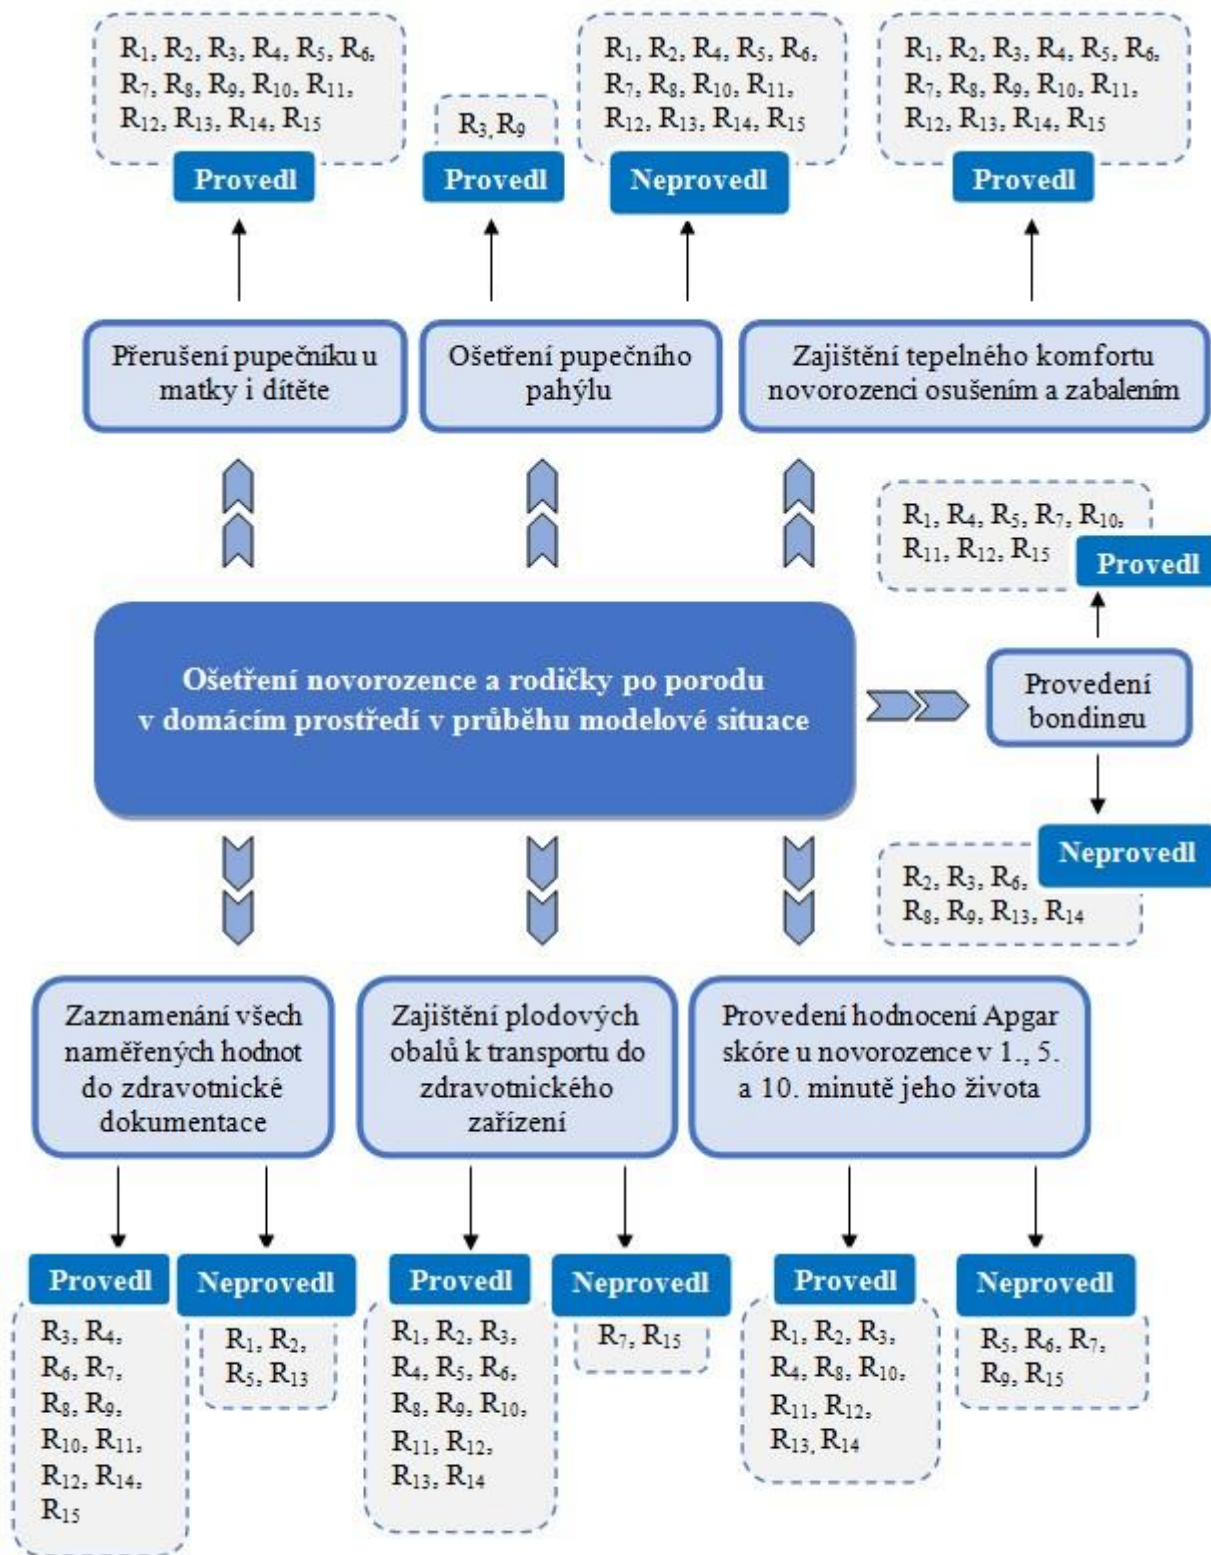 R₁, R₂, R₃, R₄, R₅, R₆,
R₇, R₈, R₉, R₁₀, R₁₁,
R₁₂, R₁₃, R₁₄, R₁₅
Provedl
R₃, R₉
Provedl
R₁, R₂, R₄, R₅, R₆,
R₇, R₈, R₁₀, R₁₁,
R₁₂, R₁₃, R₁₄, R₁₅
Neprovedl
R₁, R₂, R₃, R₄, R₅, R₆,
R₇, R₈, R₉, R₁₀, R₁₁,
R₁₂, R₁₃, R₁₄, R₁₅
Provedl
Přerušení pupečníku u
matky i dítěte
Ošetření pupečního
pahýlu
Zajištění tepelného komfortu
novorozenci osušením a zabalením
R₁, R₄, R₅, R₇, R₁₀,
R₁₁, R₁₂, R₁₅
Provedl
Ošetření novorozence a rodičky po porodu
v domácím prostředí v průběhu modelové situace
Provedení
bondingu
Neprovedl
R₂, R₃, R₆,
R₈, R₉, R₁₃, R₁₄
Zaznamenání všech
naměřených hodnot
do zdravotnické
dokumentace
Zajištění plodových
obalů k transportu do
zdravotnického
zařízení
Provedení hodnocení Apgar
skóre u novorozence v 1., 5.
a 10. minutě jeho života
Provedl
R₃, R₄,
R₆, R₇,
R₈, R₉,
R₁₀, R₁₁,
R₁₂, R₁₄,
R₁₅
Neprovedl
R₁, R₂,
R₅, R₁₃
Provedl
R₁, R₂, R₃,
R₄, R₅, R₆,
R₈, R₉, R₁₀,
R₁₁, R₁₂,
R₁₃, R₁₄
Neprovedl
R₇, R₁₅
Provedl
R₁, R₂, R₃,
R₄, R₈, R₁₀,
R₁₁, R₁₂,
R₁₃, R₁₄
Neprovedl
R₅, R₆, R₇,
R₉, R₁₅